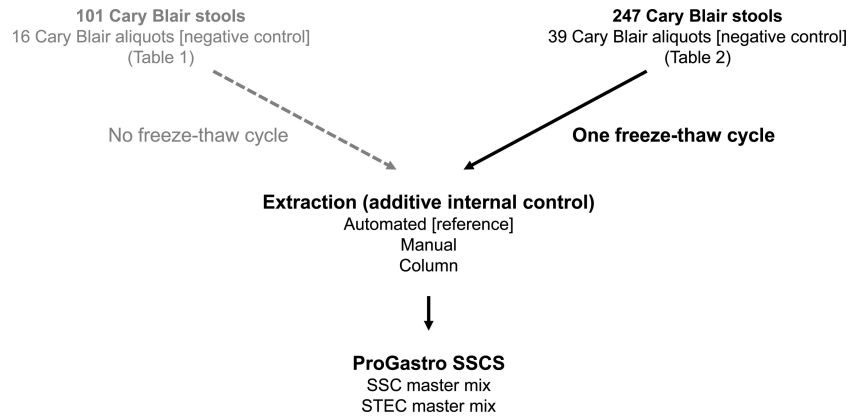 101 Cary Blair stools
16 Cary Blair aliquots [negative control]
(Table 1)
247 Cary Blair stools
39 Cary Blair aliquots [negative control]
(Table 2)
No freeze-thaw cycle
One freeze-thaw cycle
Extraction (additive internal control)
Automated [reference]
Manual
Column
ProGastro SSCS
SSC master mix
STEC master mix